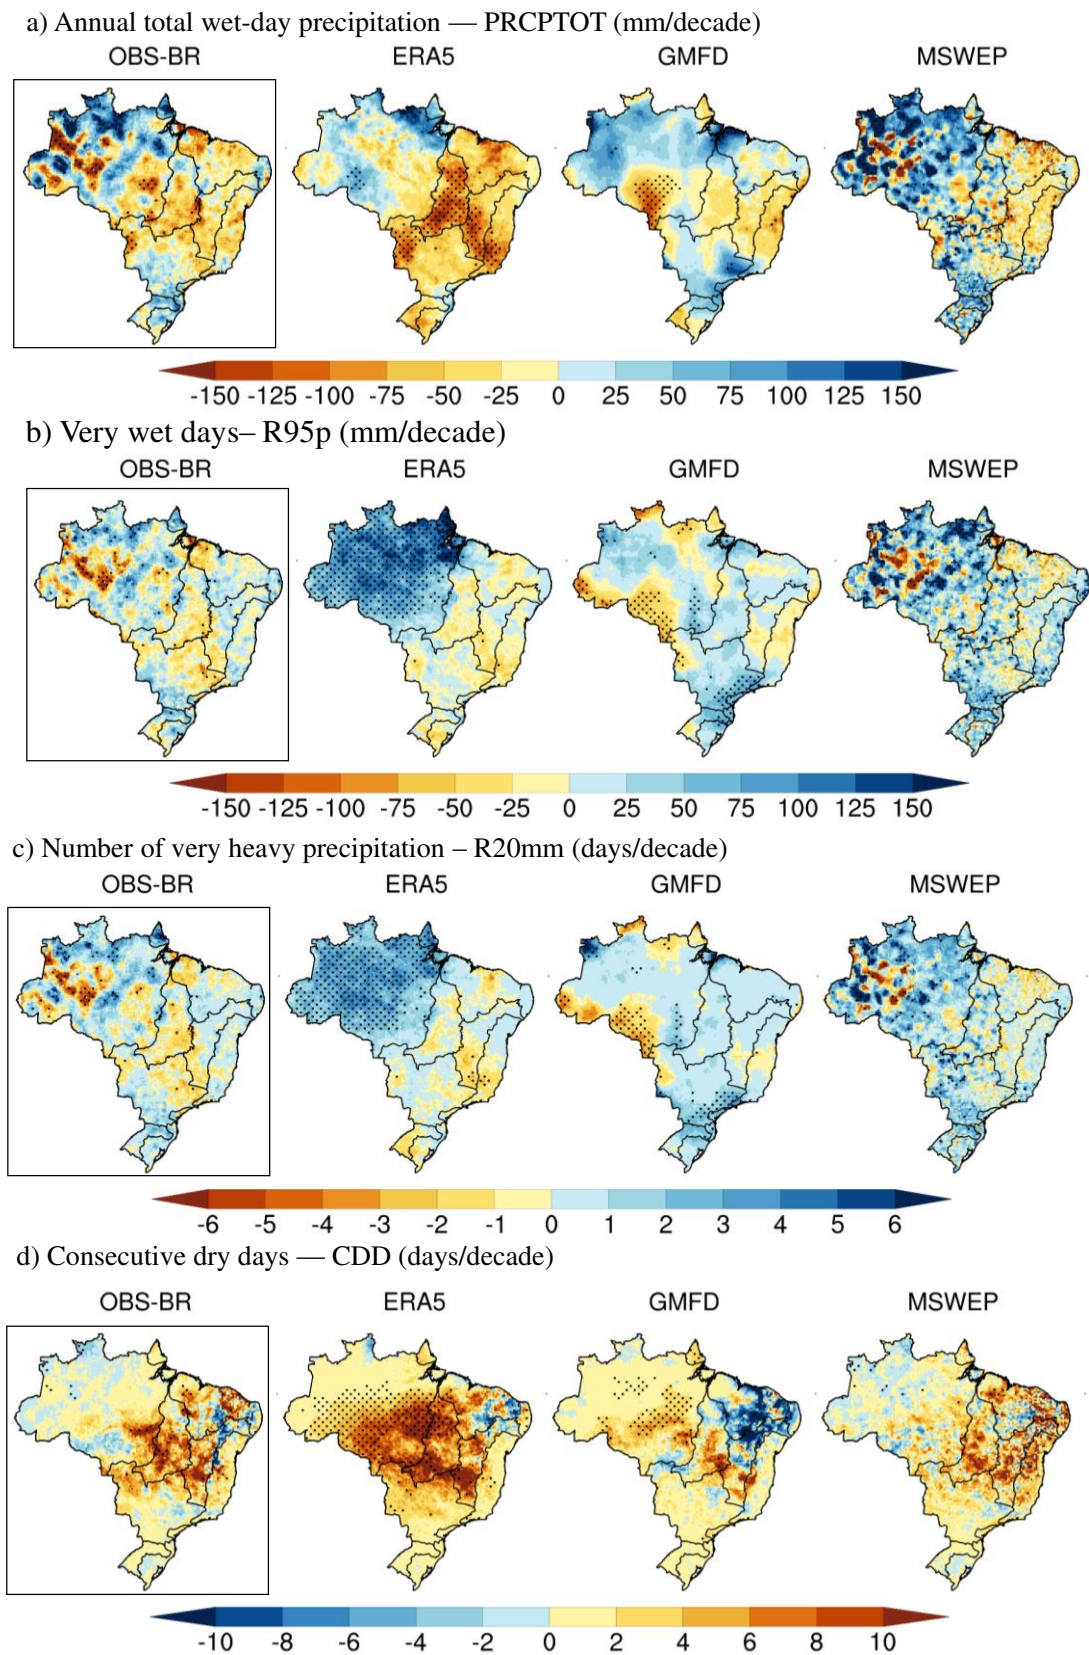 a) Annual total wet-day precipitation — PRCPTOT (mm/decade)
OBS-BR ERA5 GMFD MSWEP
-150 -125 -100 -75 -50 -25 0 25 50 75 100 125 150
b) Very wet days– R95p (mm/decade)
OBS-BR ERA5 GMFD MSWEP
-150 -125 -100 -75 -50 -25 0 25 50 75 100 125 150
c) Number of very heavy precipitation – R20mm (days/decade)
OBS-BR ERA5 GMFD MSWEP
-6 -5 -4 -3 -2 -1 0 1 2 3 4 5 6
d) Consecutive dry days — CDD (days/decade)
OBS-BR ERA5 GMFD MSWEP
-10 -8 -6 -4 -2 0 2 4 6 8 10